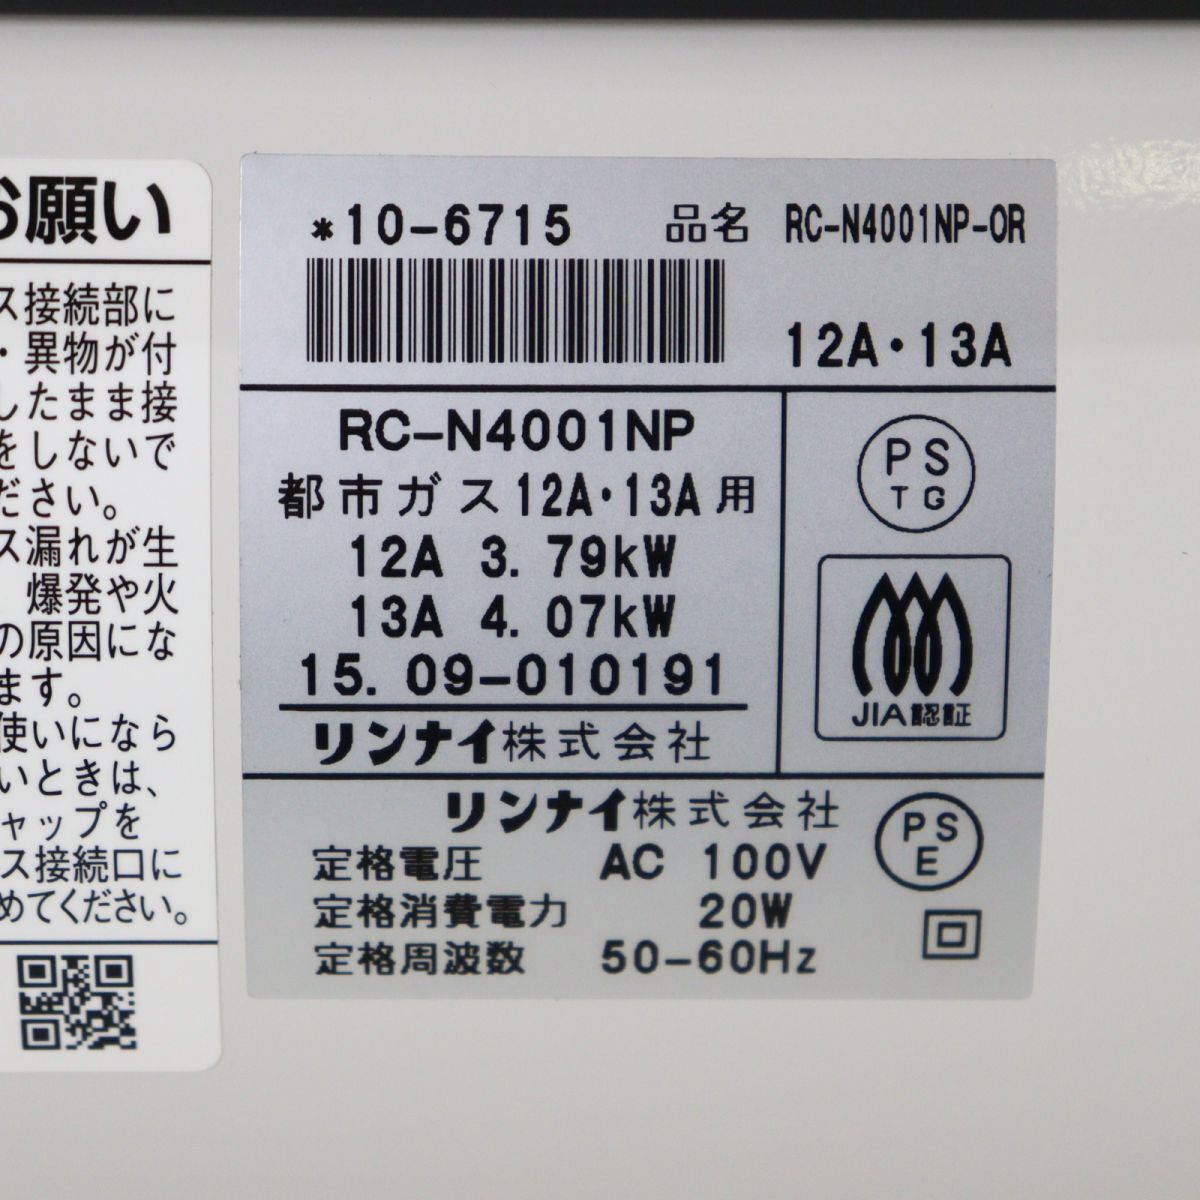 お願い
ス接続部に
・異物が付
したまま接
をしないで
ださい。
ス漏れが生
、爆発や火
の原因にな
ます。
使いになら
いときは、
ャップを
ス接続口に
めてください。
*10-6715 品名 RC-N4001NP-OR
12A・13A
RC-N4001NP
都市ガス12A・13A用
12A 3.79kW
13A 4.07kW
15.09-010191
リンナイ株式会社
PS
TG
JIA認証
リンナイ株式会社
定格電圧 AC 100V
定格消費電力 20W
定格周波数 50-60Hz
PS
E